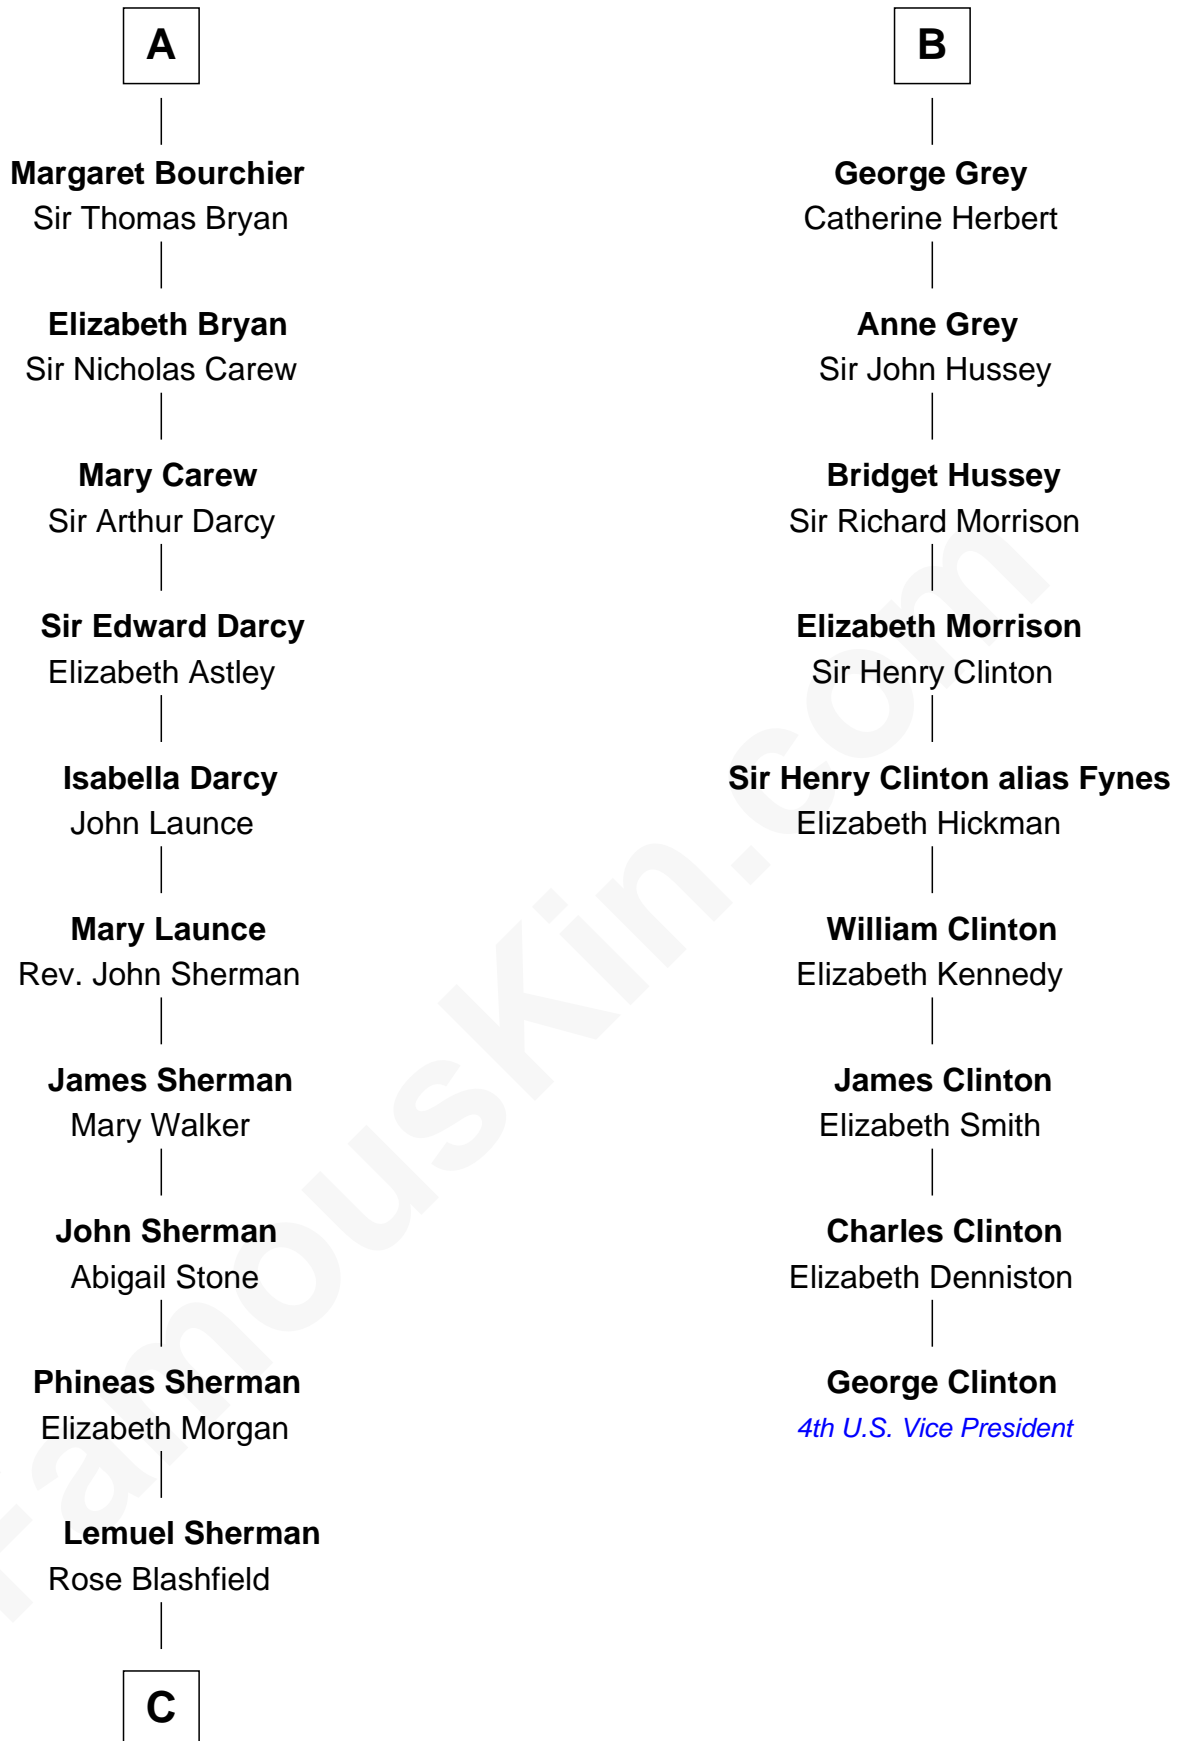 A
Margaret Bourchier
Sir Thomas Bryan
Elizabeth Bryan
Sir Nicholas Carew
Mary Carew
Sir Arthur Darcy
Sir Edward Darcy
Elizabeth Astley
Isabella Darcy
John Launce
Mary Launce
Rev. John Sherman
James Sherman
Mary Walker
John Sherman
Abigail Stone
Phineas Sherman
Elizabeth Morgan
Lemuel Sherman
Rose Blashfield
C
B
George Grey
Catherine Herbert
Anne Grey
Sir John Hussey
Bridget Hussey
Sir Richard Morrison
Elizabeth Morrison
Sir Henry Clinton
Sir Henry Clinton alias Fynes
Elizabeth Hickman
William Clinton
Elizabeth Kennedy
James Clinton
Elizabeth Smith
Charles Clinton
Elizabeth Denniston
George Clinton
4th U.S. Vice President
FamousKin.com